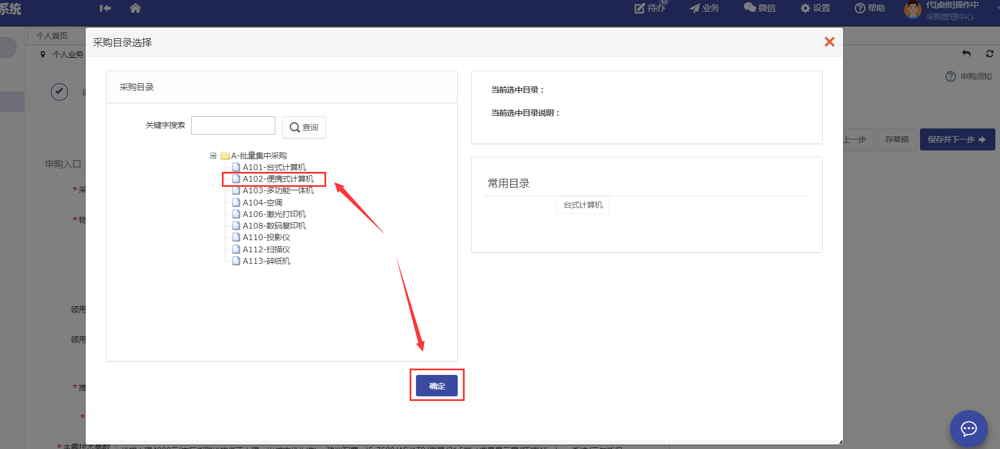 系统
待办
0
业务
微信
设置
帮助
代[虔俊]操作中
采购管理中心
个人首页
个人业务
申购须知
上一步
存草稿
保存并下一步
申购入口
*采
*物
领用
领用
*推
*
*主要技术参数
采购目录选择
采购目录
关键字搜索
查询
A-批量集中采购
A101-台式计算机
A102-便携式计算机
A103-多功能一体机
A104-空调
A106-激光打印机
A108-数码复印机
A110-投影仪
A112-扫描仪
A113-碎纸机
确定
当前选中目录：
当前选中目录说明：
常用目录
台式计算机